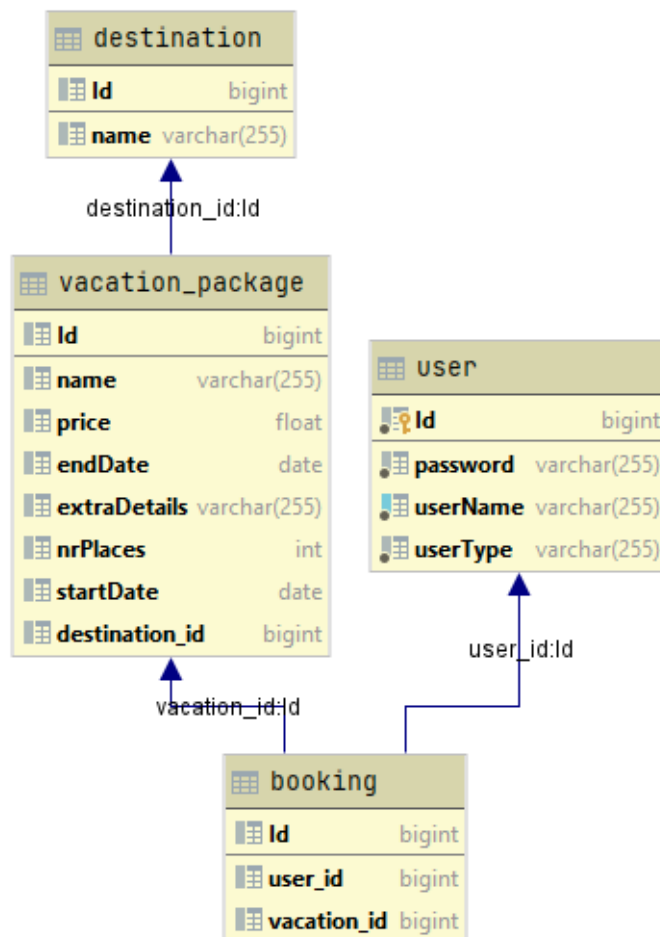 destination
Id bigint
name varchar(255)
destination_id:Id
vacation_package
Id bigint
name varchar(255)
price float
endDate date
extraDetails varchar(255)
nrPlaces int
startDate date
destination_id bigint
user
Id bigint
password varchar(255)
userName varchar(255)
userType varchar(255)
user_id:Id
vacation_id:Id
booking
Id bigint
user_id bigint
vacation_id bigint